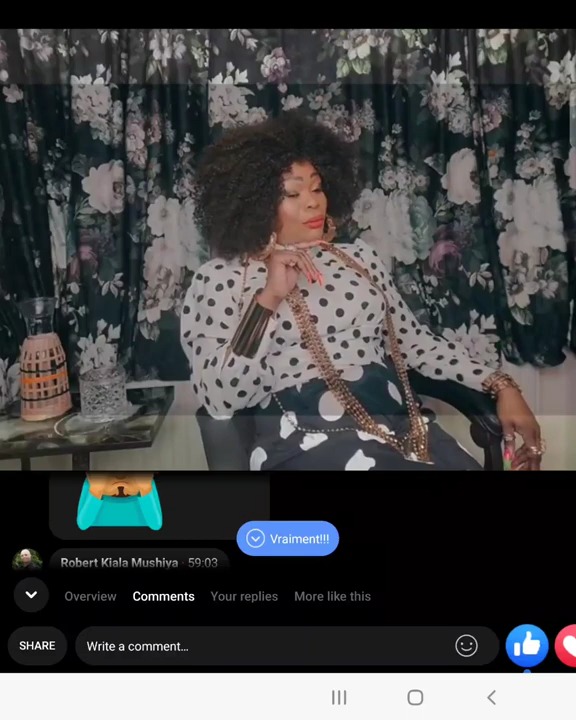 Vraiment!!!
Robert Kiala Mushiya · 59:03
Overview Comments Your replies More like this
SHARE Write a comment...